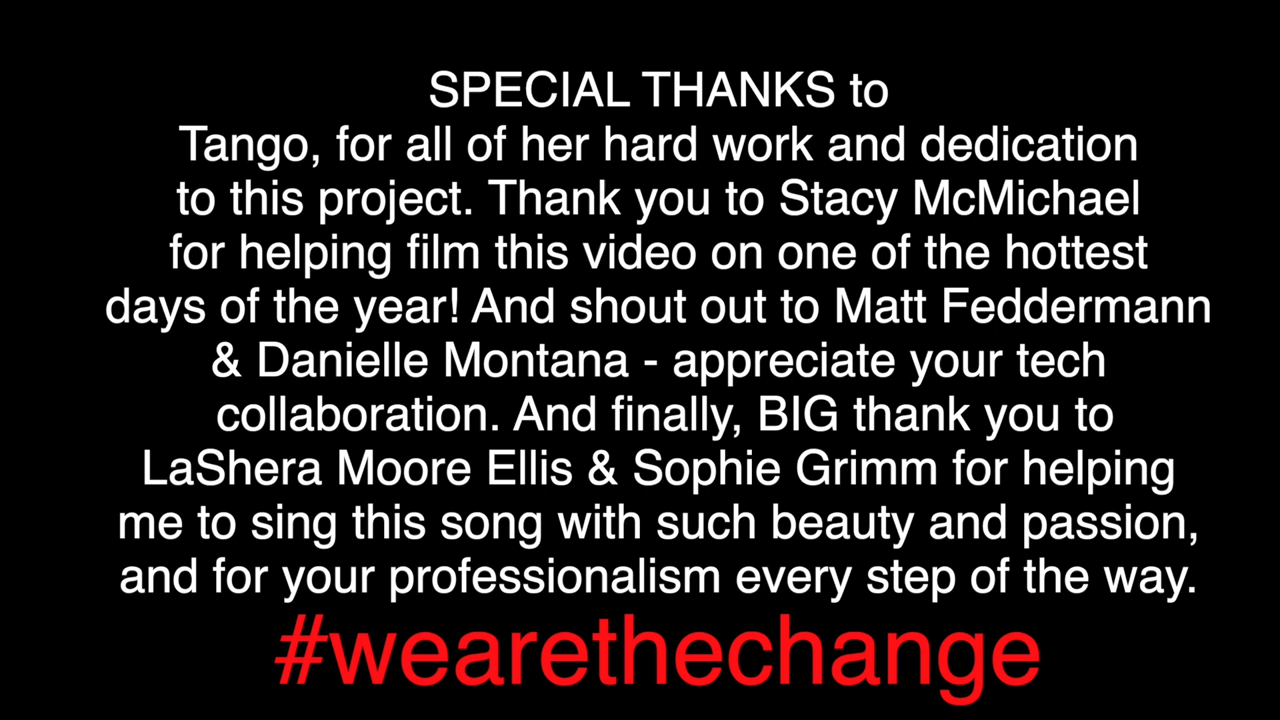 SPECIAL THANKS to
Tango, for all of her hard work and dedication
to this project. Thank you to Stacy McMichael
for helping film this video on one of the hottest
days of the year! And shout out to Matt Feddermann
& Danielle Montana - appreciate your tech
collaboration. And finally, BIG thank you to
LaShera Moore Ellis & Sophie Grimm for helping
me to sing this song with such beauty and passion,
and for your professionalism every step of the way.
#wearethechange